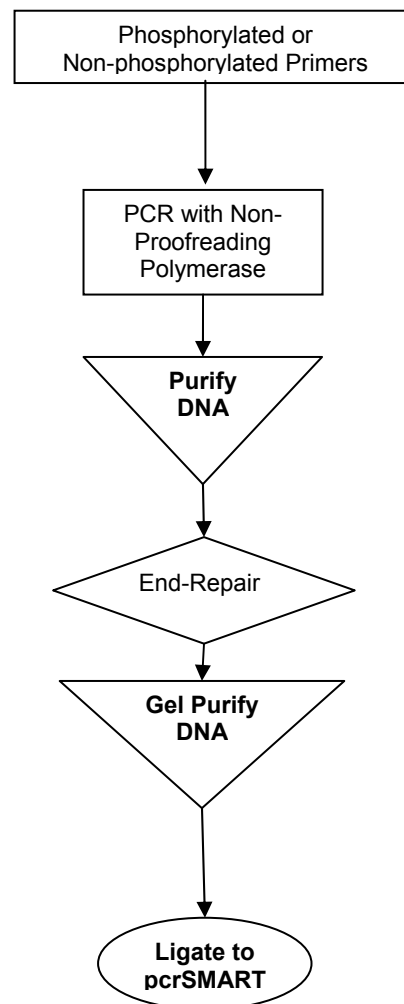 Phosphorylated or
Non-phosphorylated Primers
PCR with Non-
Proofreading
Polymerase
Purify
DNA
End-Repair
Gel Purify
DNA
Ligate to
pcrSMART